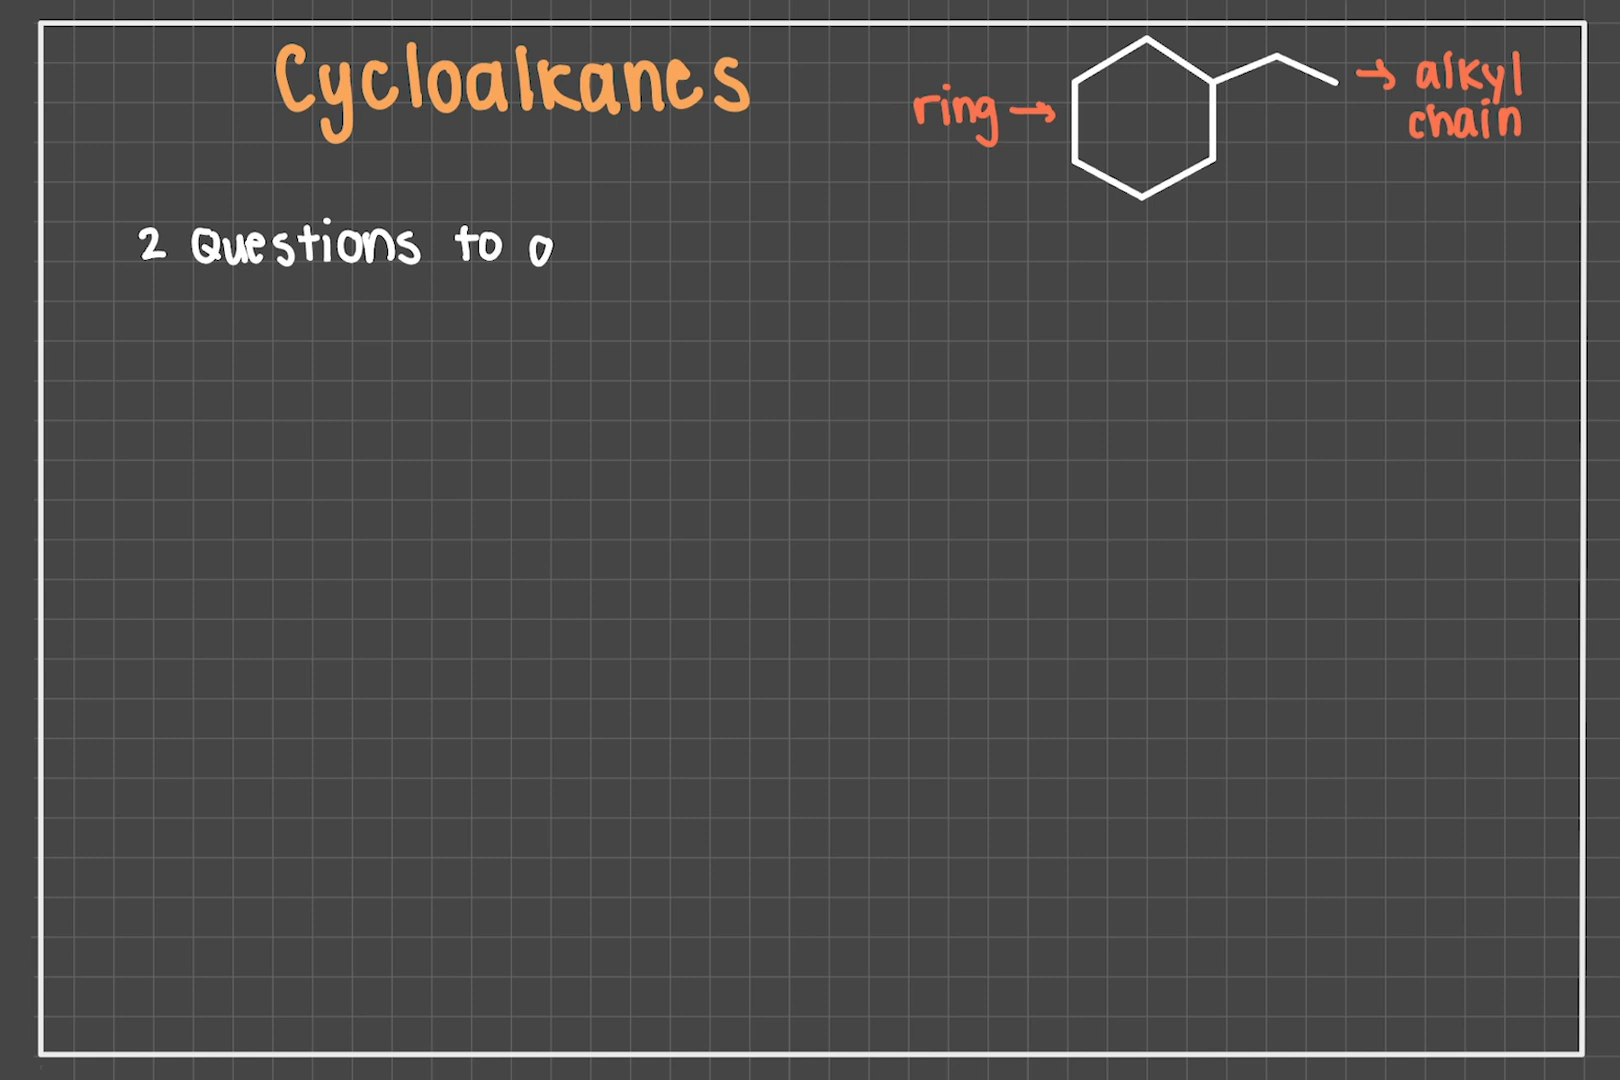 Cycloalkanes
ring →
→ alkyl
chain
2 Questions to o